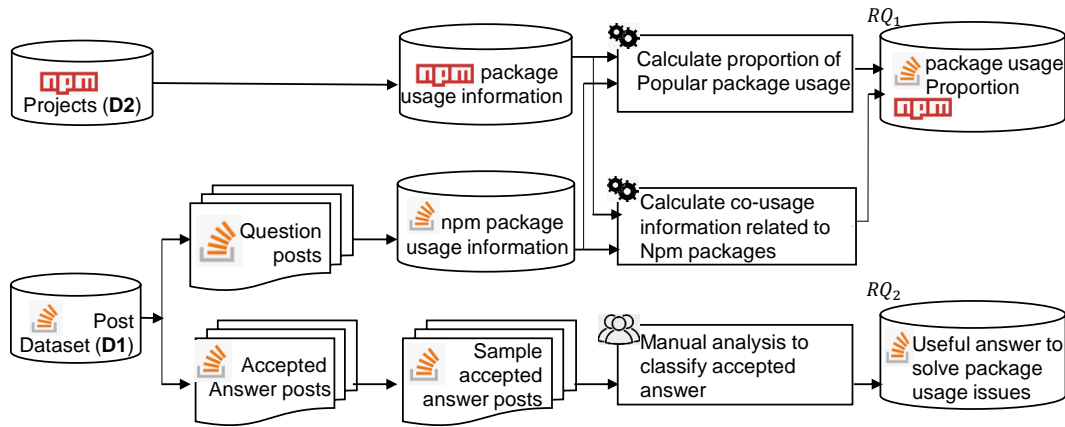 RQ1
npm
Projects (D2)
npm package
usage information
Calculate proportion of
Popular package usage
package usage
Proportion
npm
Question
posts
npm package
usage information
Calculate co-usage
information related to
Npm packages
Post
Dataset (D1)
RQ2
Accepted
Answer posts
Sample
accepted
answer posts
Manual analysis to
classify accepted
answer
Useful answer to
solve package
usage issues